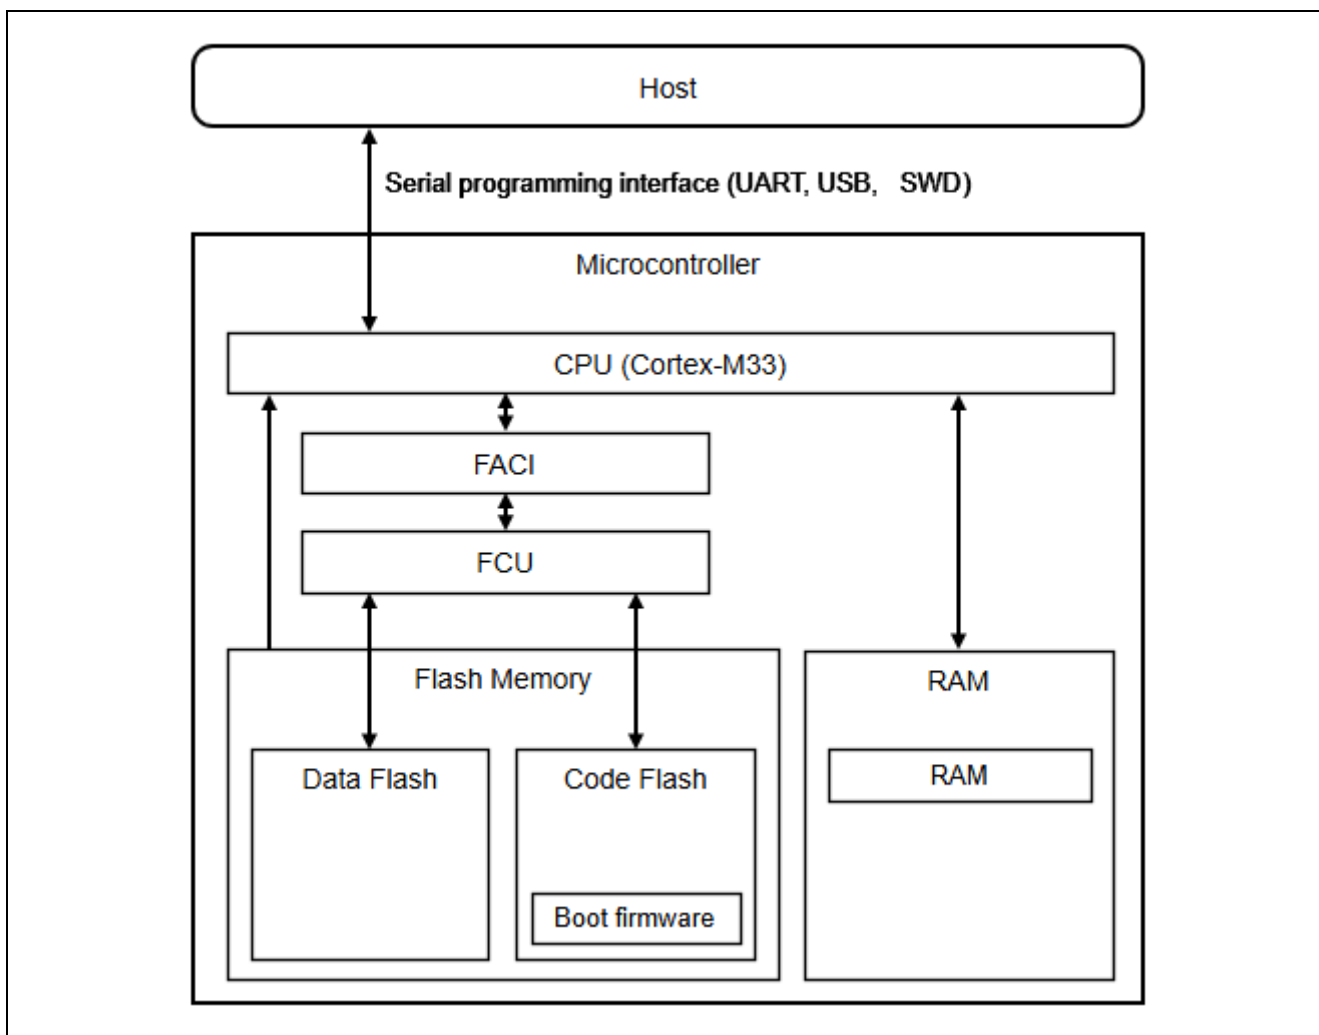 Host
Serial programming interface (UART, USB, SWD)
Microcontroller
CPU (Cortex-M33)
FACI
FCU
Flash Memory
RAM
Data Flash
Code Flash
RAM
Boot firmware